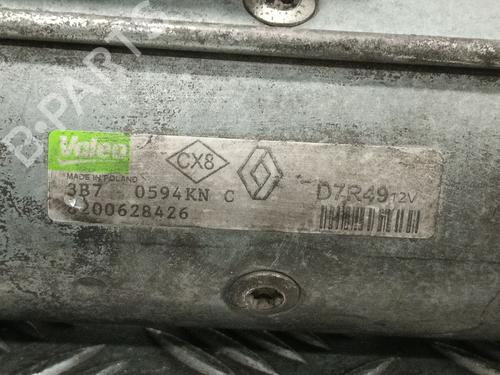 B-PARTS
Valeo
MADE IN POLAND
CX8
3B7 0594KN C
D7R49 12V
8200628426